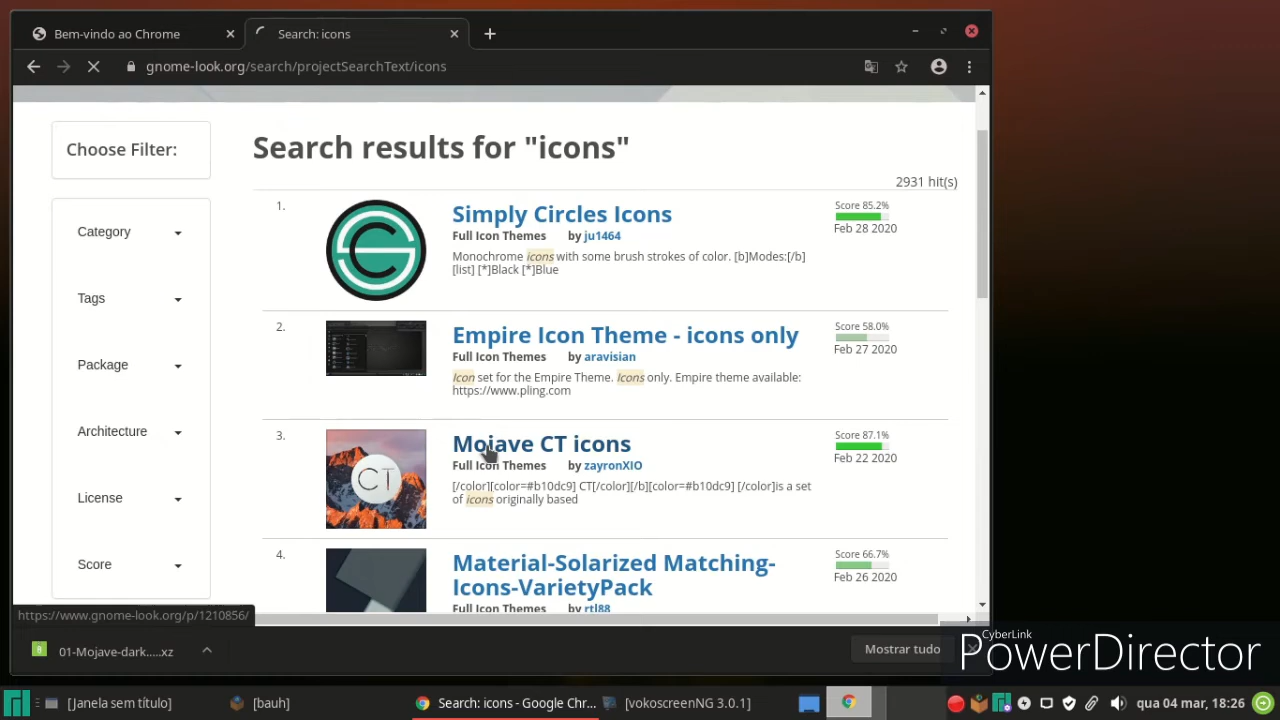 Bem-vindo ao Chrome
Search: icons
gnome-look.org/search/projectSearchText/icons
Choose Filter:
Category
Tags
Package
Architecture
License
Score
Search results for "icons"
2931 hit(s)
1.
Simply Circles Icons
Full Icon Themes by ju1464
Monochrome icons with some brush strokes of color. [b]Modes:[/b]
[list] [*]Black [*]Blue
Score 85.2%
Feb 28 2020
2.
Empire Icon Theme - icons only
Full Icon Themes by aravisian
Icon set for the Empire Theme. Icons only. Empire theme available:
https://www.pling.com
Score 58.0%
Feb 27 2020
3.
CT
Mojave CT icons
Full Icon Themes by zayronXIO
[/color][color=#b10dc9] CT[/color][/b][color=#b10dc9] [/color]is a set
of icons originally based
Score 87.1%
Feb 22 2020
4.
Material-Solarized Matching-
Icons-VarietyPack
Full Icon Themes by rtl88
Score 66.7%
Feb 26 2020
https://www.gnome-look.org/p/1210856/
01-Mojave-dark.....xz
Mostrar tudo
CyberLink
PowerDirector
[Janela sem título]
[bauh]
Search: icons - Google Chr...
[vokoscreenNG 3.0.1]
qua 04 mar, 18:26